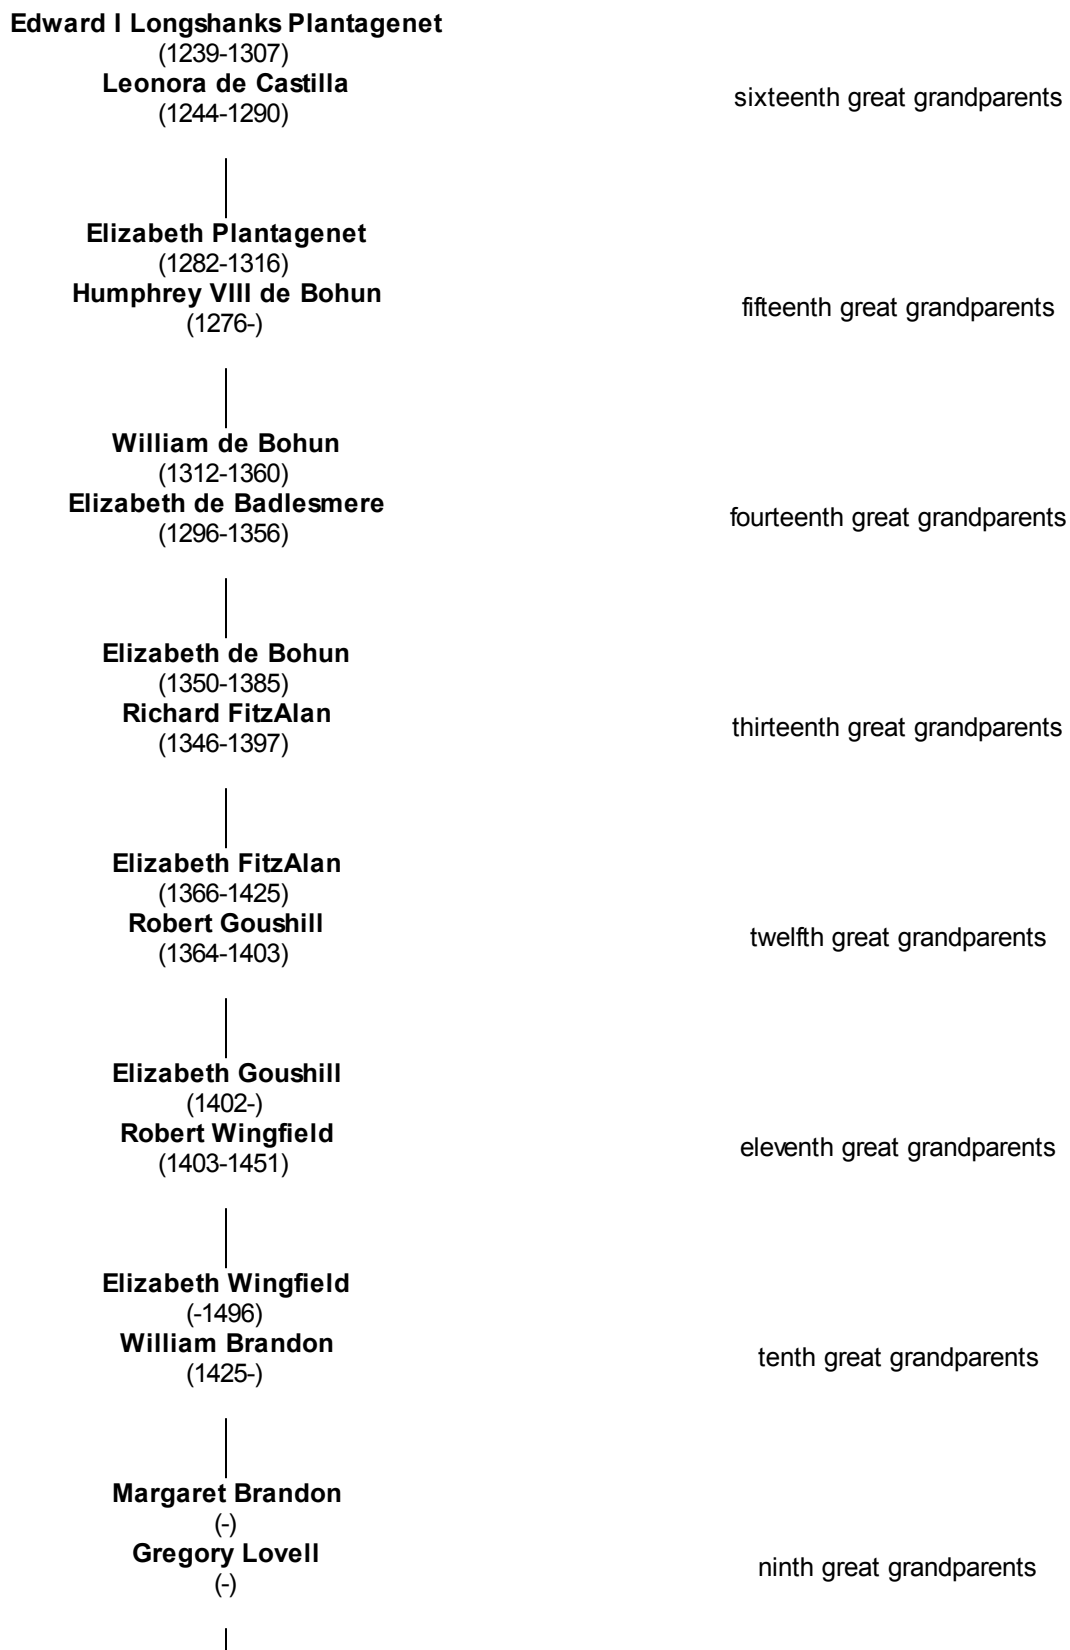 Edward I Longshanks Plantagenet
(1239-1307)
Leonora de Castilla
(1244-1290)
sixteenth great grandparents
Elizabeth Plantagenet
(1282-1316)
Humphrey VIII de Bohun
(1276-)
fifteenth great grandparents
William de Bohun
(1312-1360)
Elizabeth de Badlesmere
(1296-1356)
fourteenth great grandparents
Elizabeth de Bohun
(1350-1385)
Richard FitzAlan
(1346-1397)
thirteenth great grandparents
Elizabeth FitzAlan
(1366-1425)
Robert Goushill
(1364-1403)
twelfth great grandparents
Elizabeth Goushill
(1402-)
Robert Wingfield
(1403-1451)
eleventh great grandparents
Elizabeth Wingfield
(-1496)
William Brandon
(1425-)
tenth great grandparents
Margaret Brandon
(-)
Gregory Lovell
(-)
ninth great grandparents